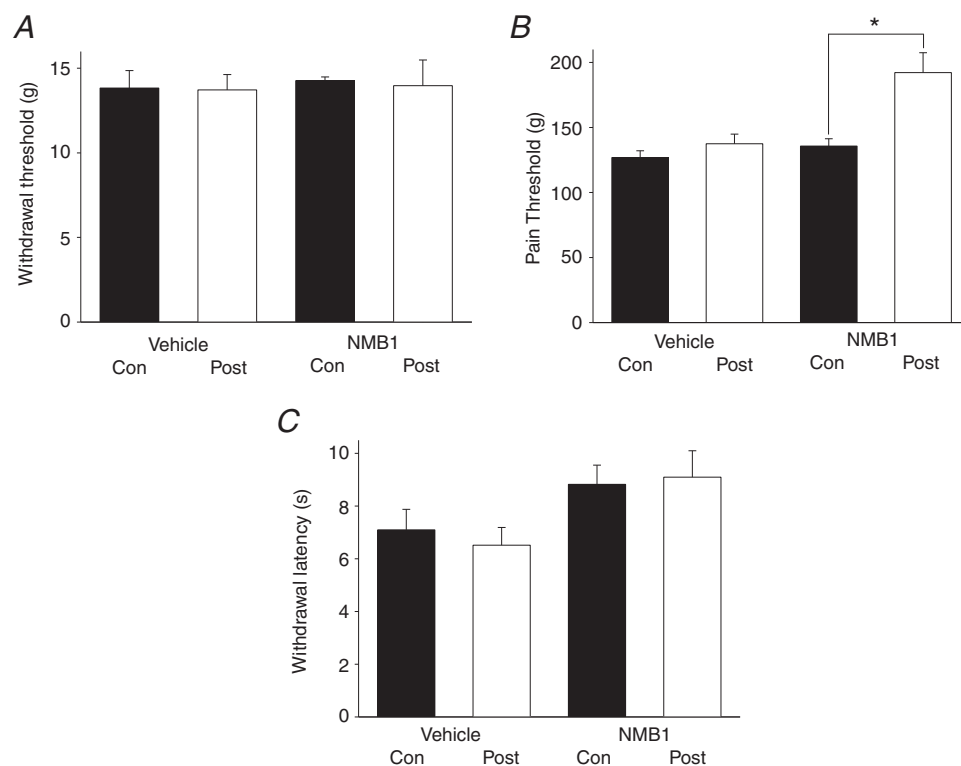 A
Withdrawal threshold (g)
15
10
5
0
Vehicle
NMB1
Con
Post
Con
Post
B
*
Pain Threshold (g)
200
150
100
50
0
Vehicle
NMB1
Con
Post
Con
Post
C
Withdrawal latency (s)
10
8
6
4
2
0
Vehicle
NMB1
Con
Post
Con
Post